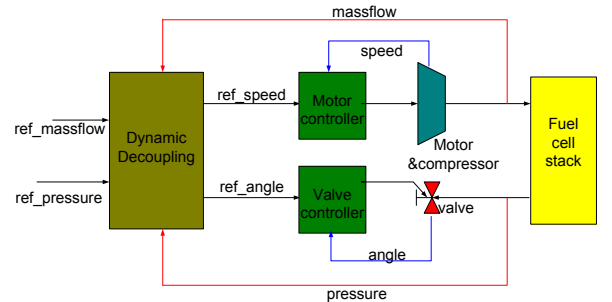 massflow
speed
ref_speed
Motor
controller
ref_massflow
Dynamic
Decoupling
Motor
&compressor
Fuel
cell
stack
ref_pressure
ref_angle
Valve
controller
valve
angle
pressure